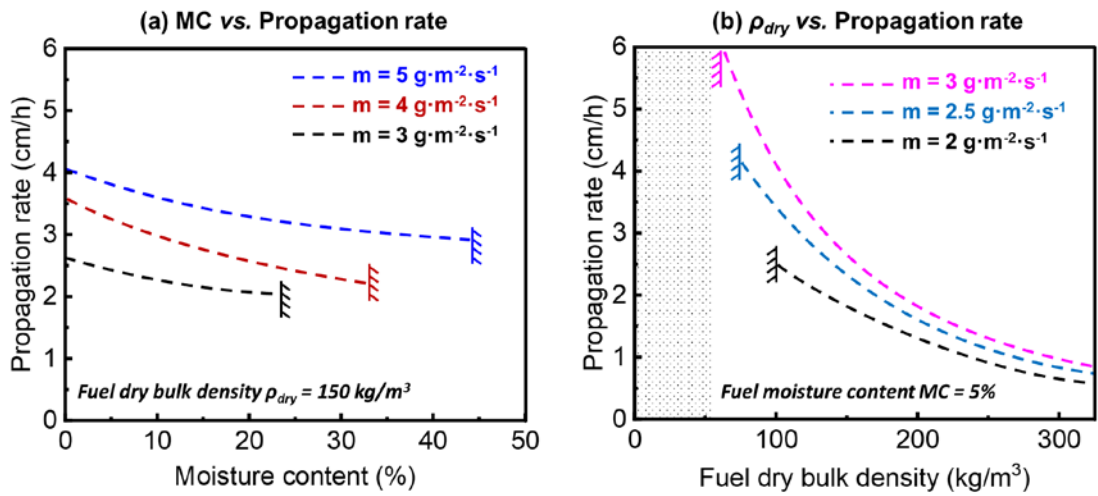 (a) MC vs. Propagation rate
Propagation rate (cm/h)
6
5
4
3
2
1
0
m = 5 g·m⁻²·s⁻¹
m = 4 g·m⁻²·s⁻¹
m = 3 g·m⁻²·s⁻¹
Fuel dry bulk density ρdry = 150 kg/m³
0 10 20 30 40 50
Moisture content (%)
(b) ρdry vs. Propagation rate
Propagation rate (cm/h)
6
5
4
3
2
1
0
m = 3 g·m⁻²·s⁻¹
m = 2.5 g·m⁻²·s⁻¹
m = 2 g·m⁻²·s⁻¹
Fuel moisture content MC = 5%
0 100 200 300
Fuel dry bulk density (kg/m³)